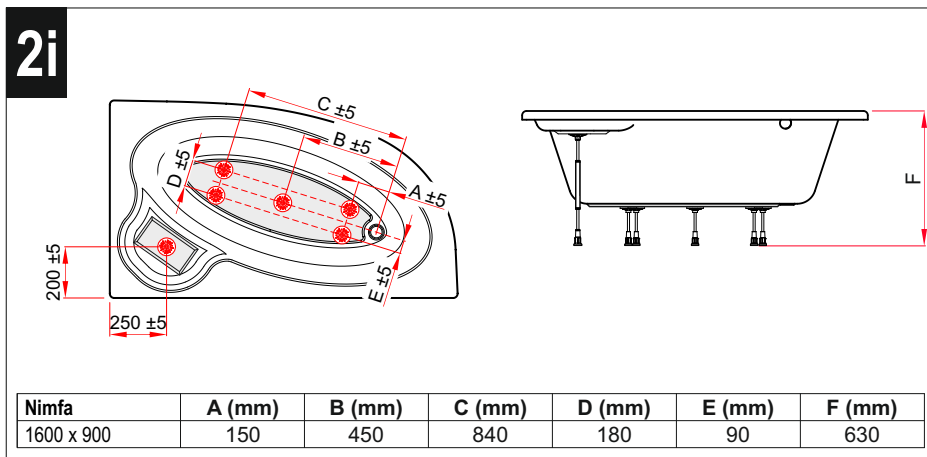 2i
C ±5
B ±5
A ±5
D ±5
E ±5
200 ±5
250 ±5
F
Nimfa A (mm) B (mm) C (mm) D (mm) E (mm) F (mm)
1600 x 900 150 450 840 180 90 630